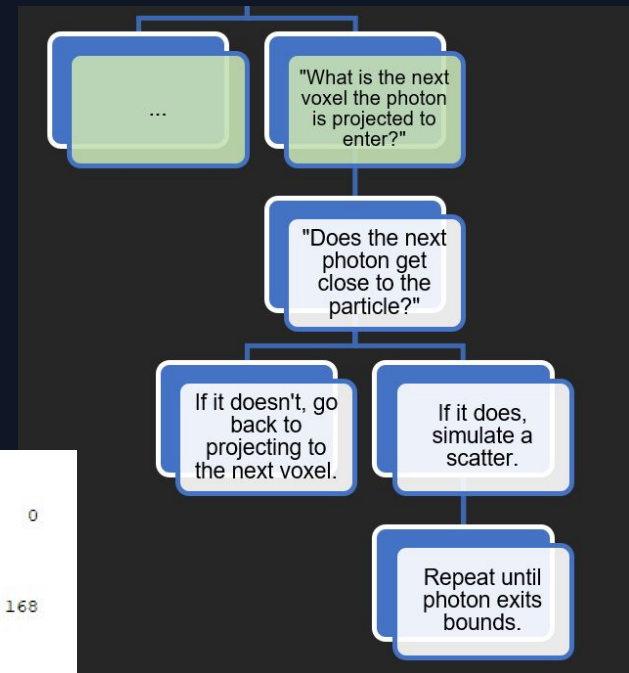 ...
"What is the next
voxel the photon
is projected to
enter?"
"Does the next
photon get
close to the
particle?"
If it doesn't, go
back to
projecting to
the next voxel.
If it does,
simulate a
scatter.
0
168
Repeat until
photon exits
bounds.